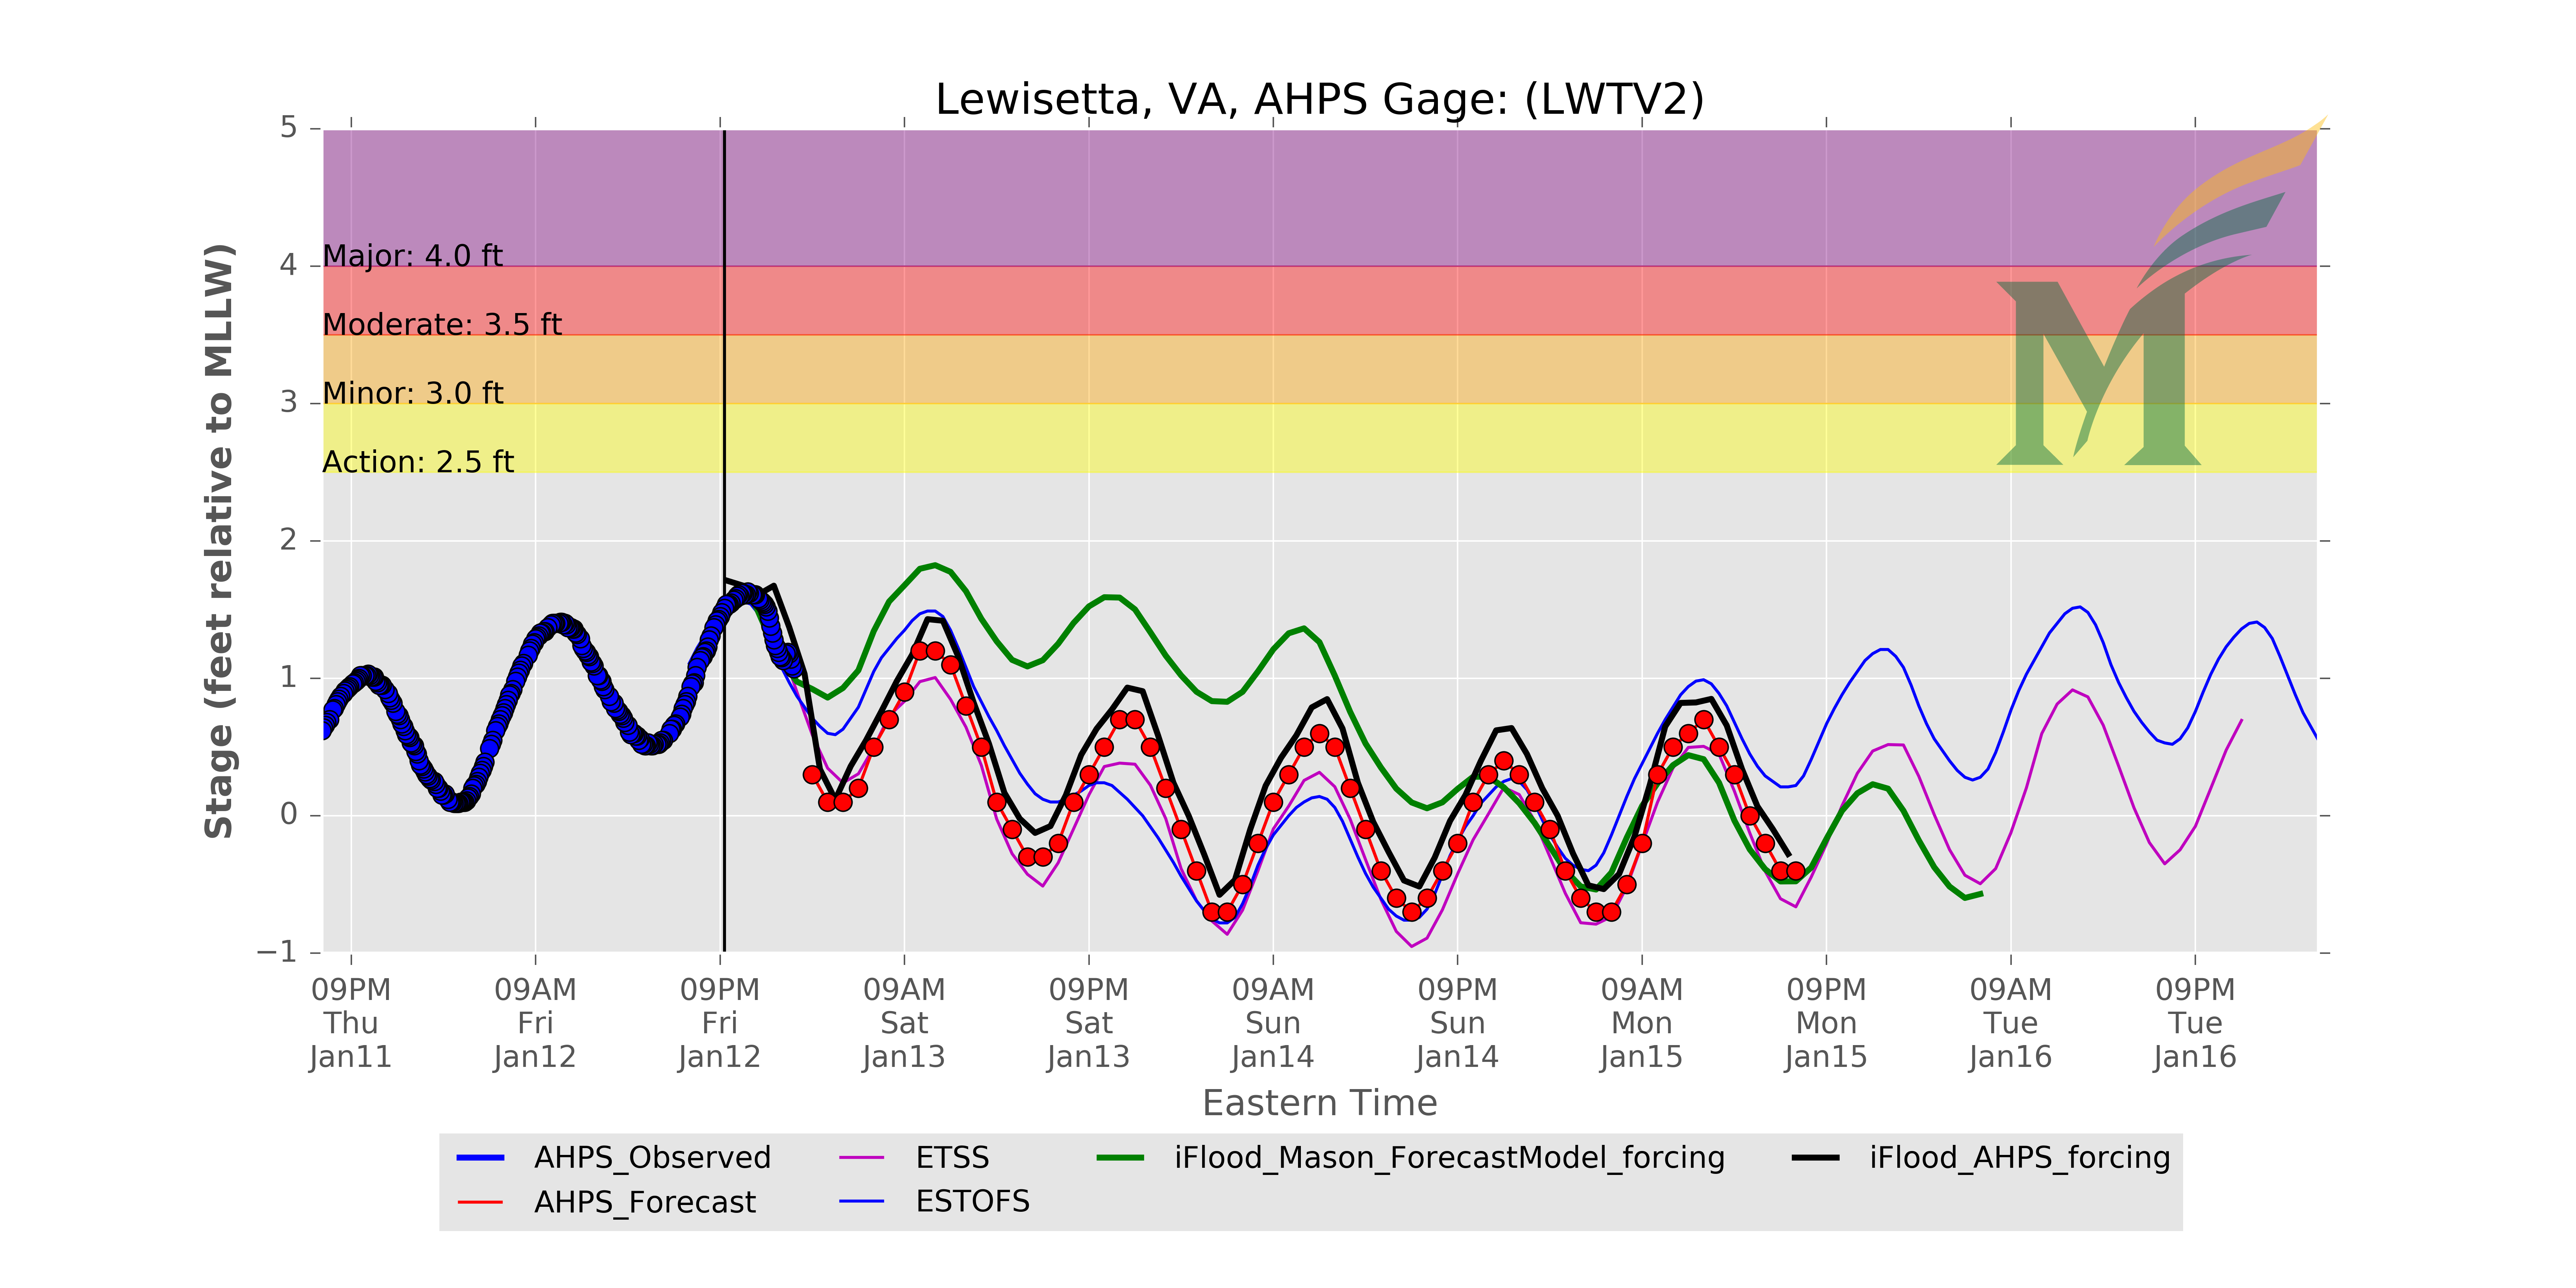 Lewisetta, VA, AHPS Gage: (LWTV2)
Stage (feet relative to MLLW)
5
4
3
2
1
0
−1
Major: 4.0 ft
Moderate: 3.5 ft
Minor: 3.0 ft
Action: 2.5 ft
M
09PM 09AM 09PM 09AM 09PM 09AM 09PM 09AM 09PM 09AM 09PM
Thu Fri Fri Sat Sat Sun Sun Mon Mon Tue Tue
Jan11 Jan12 Jan12 Jan13 Jan13 Jan14 Jan14 Jan15 Jan15 Jan16 Jan16
Eastern Time
AHPS_Observed ETSS iFlood_Mason_ForecastModel_forcing iFlood_AHPS_forcing
AHPS_Forecast ESTOFS